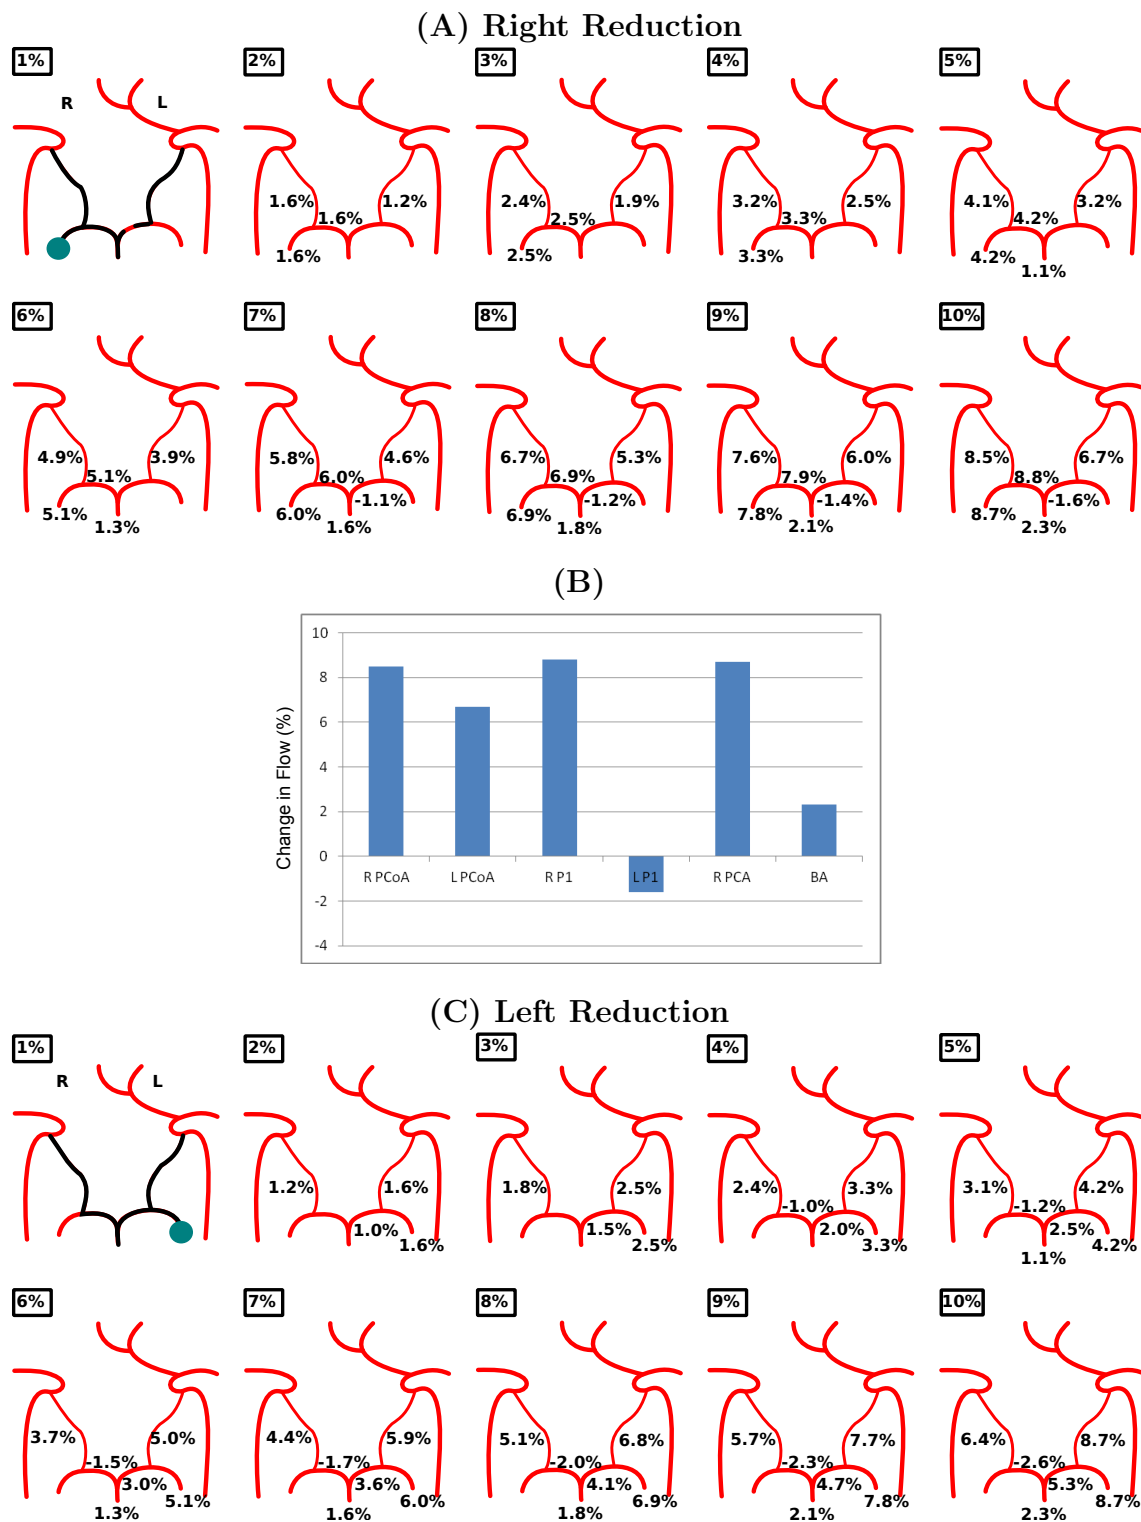 (A) Right Reduction
1% 2% 3% 4% 5%
R L
1.6% 1.2% 2.4% 1.9% 3.2% 2.5% 4.1% 3.2%
1.6% 2.5% 3.3% 4.2%
1.6% 2.5% 3.3% 4.2%
1.1%
6% 7% 8% 9% 10%
4.9% 3.9% 5.8% 4.6% 6.7% 5.3% 7.6% 6.0% 8.5% 6.7%
5.1% 6.0% 6.9% 7.9% 8.8%
-1.1% -1.2% -1.4% -1.6%
5.1% 6.0% 6.9% 7.8% 8.7%
1.3% 1.6% 1.8% 2.1% 2.3%
(B)
Change in Flow (%)
10
8
6
4
2
0
-2
-4
R PCoA L PCoA R P1 L P1 R PCA BA
(C) Left Reduction
1% 2% 3% 4% 5%
R L
1.2% 1.6% 1.8% 2.5% 2.4% 3.3% 3.1% 4.2%
-1.0% -1.2%
1.0% 1.5% 2.0% 2.5%
1.6% 2.5% 3.3% 4.2%
1.1%
6% 7% 8% 9% 10%
3.7% 5.0% 4.4% 5.9% 5.1% 6.8% 5.7% 7.7% 6.4% 8.7%
-1.5% -1.7% -2.0% -2.3% -2.6%
3.0% 3.6% 4.1% 4.7% 5.3%
5.1% 6.0% 6.9% 7.8% 8.7%
1.3% 1.6% 1.8% 2.1% 2.3%